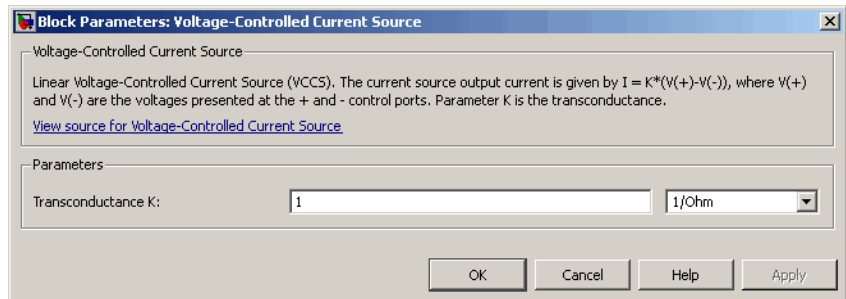 Block Parameters: Voltage-Controlled Current Source
Voltage-Controlled Current Source
Linear Voltage-Controlled Current Source (VCCS). The current source output current is given by I = K*(V(+)-V(-)), where V(+)
and V(-) are the voltages presented at the + and - control ports. Parameter K is the transconductance.
View source for Voltage-Controlled Current Source
Parameters
Transconductance K: 1 1/Ohm
OK Cancel Help Apply